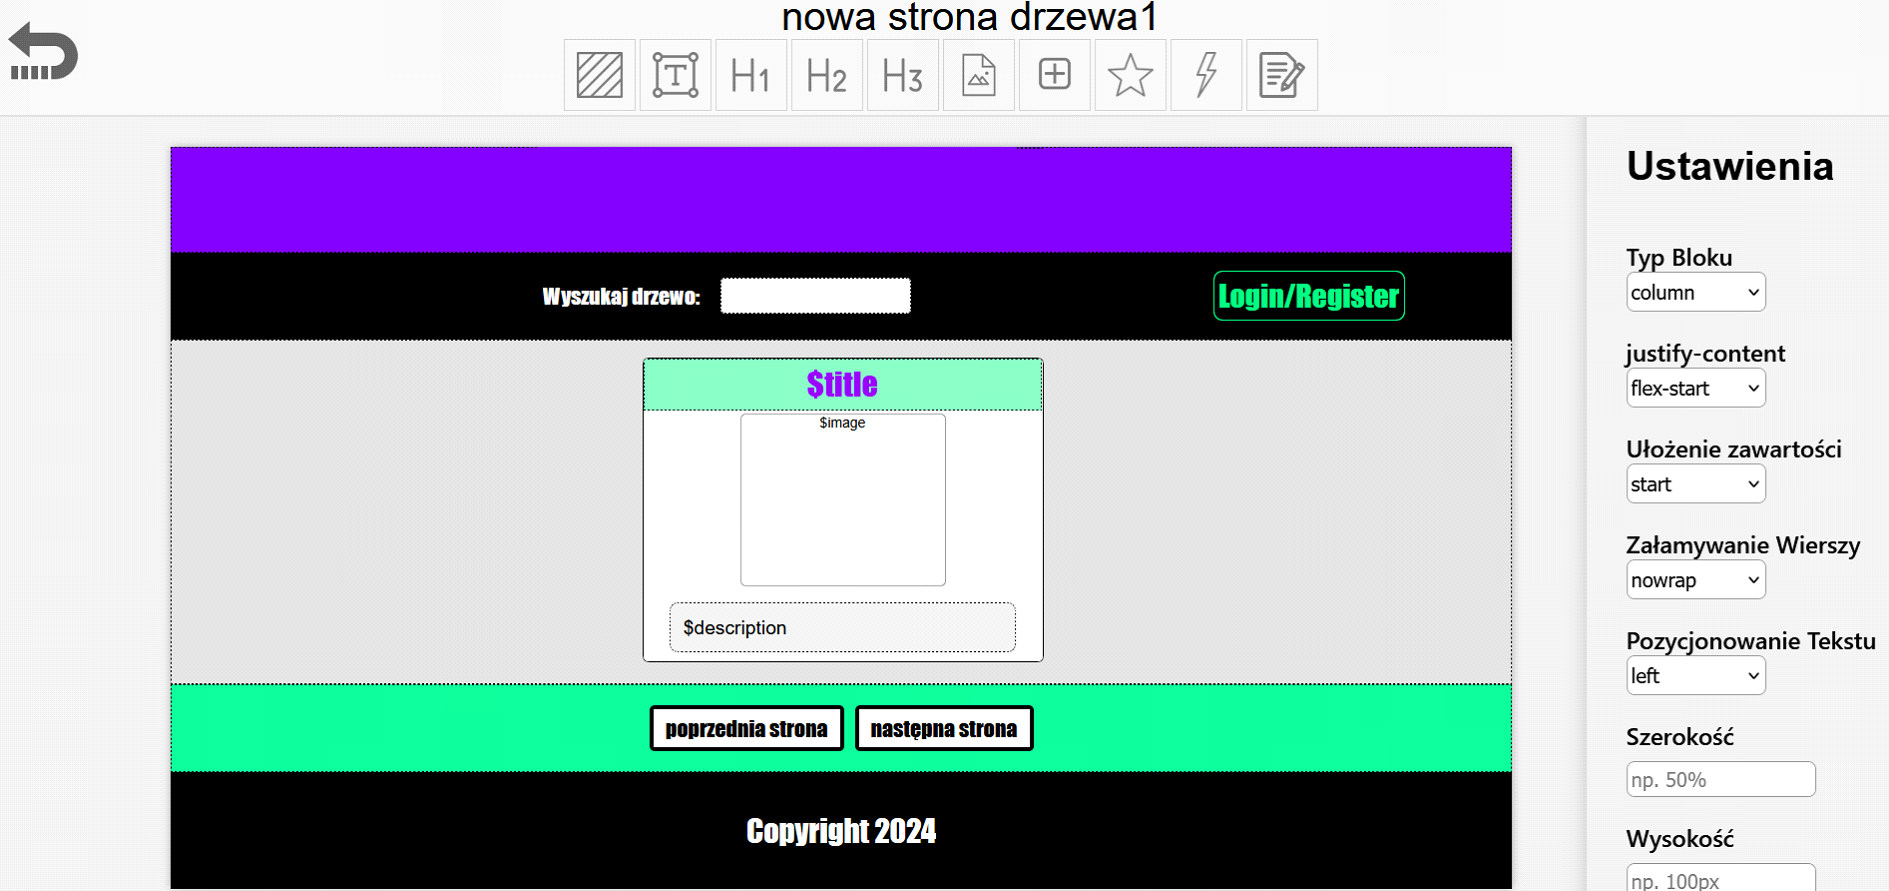 nowa strona drzewa1
T H1 H2 H3
Ustawienia
Typ Bloku
column
justify-content
flex-start
Ułożenie zawartości
start
Załamywanie Wierszy
nowrap
Pozycjonowanie Tekstu
left
Szerokość
np. 50%
Wysokość
np. 100px
Wyszukaj drzewo:
Login/Register
$title
$image
$description
poprzednia strona
następna strona
Copyright 2024